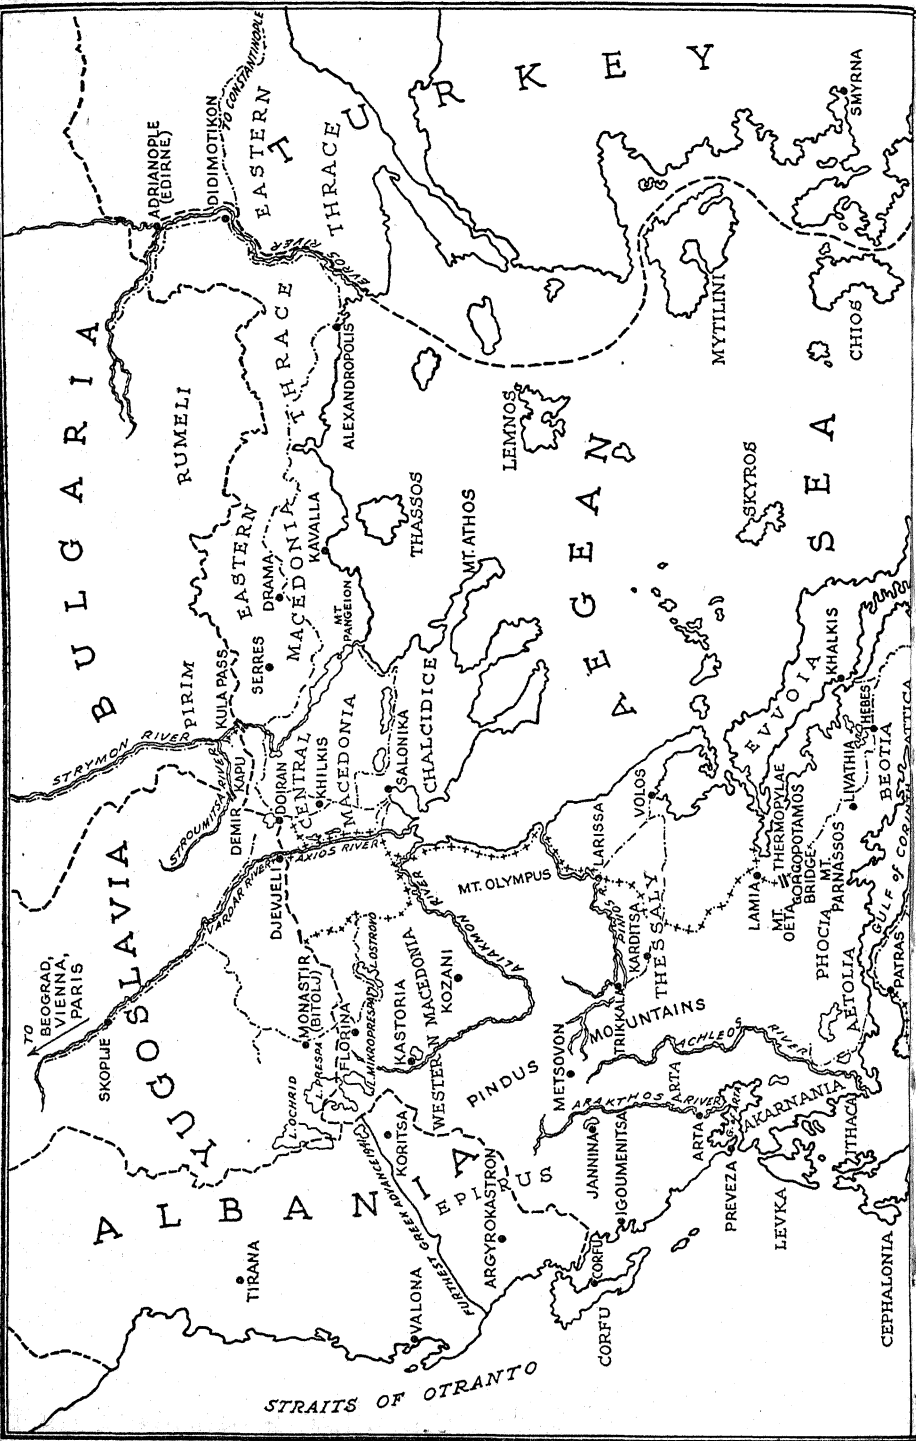 TO
BEOGRAD,
VIENNA,
PARIS
YUGOSLAVIA
BULGARIA
TURKEY
ALBANIA
AEGEAN
SEA
STRAITS OF OTRANTO
SKOPLJE
VARDAR RIVER
STROUMITSA RIVER
STRYMON RIVER
PIRIM
RUMELI
KULA PASS
DEMIR KAPU
DOIRAN
DJEVJELI
AXIOS RIVER
KHILKIS
CENTRAL
MACEDONIA
SERRES
EASTERN
MACEDONIA
DRAMA
KAVALLA
MT
PANGEION
THRACE
EASTERN
THRACE
ADRIANOPLE
(EDIRNE)
DIDIMOTIKON
TO CONSTANTINOPLE
EVROS RIVER
ALEXANDROPOLIS
SALONIKA
CHALCIDICE
MT. ATHOS
THASSOS
LEMNOS
MYTILINI
CHIOS
SMYRNA
SKYROS
MONASTIR
(BITOLJ)
L. OCHRID
L. PRESPA
L. MIKROPRESPA
L. OSTROVO
FLORINA
KASTORIA
WESTERN MACEDONIA
KOZANI
ALIAKMON
RIVER
KORITSA
FURTHEST GREEK ADVANCE 1940
TIRANA
VALONA
ARGYROKASTRON
EPIRUS
CORFU
CORFU
IGOUMENITSA
JANNINA
METSOVON
PINDUS
MOUNTAINS
ARAKTHOS RIVER
ARTA
ARTA
G. ARTA
PREVEZA
LEVKA
AKARNANIA
ITHACA
CEPHALONIA
ACHLEOS
RIVER
AETOLIA
PATRAS
GULF OF CORINTH
TRIKKALA
KARDITSA
THESSALY
PINIOS R.
LARISSA
MT. OLYMPUS
VOLOS
LAMIA
MT.
OETA
GORGOPOTAMOS
BRIDGE
THERMOPYLAE
MT.
PARNASSOS
PHOCIA
LIVATHIA
BEOTIA
HEBES
KHALKIS
EVVOIA
ATTICA